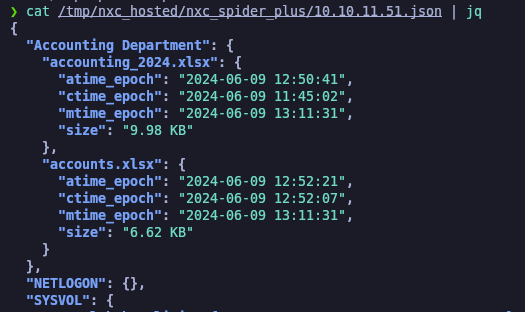 ❯ cat /tmp/nxc_hosted/nxc_spider_plus/10.10.11.51.json | jq
{
  "Accounting Department": {
    "accounting_2024.xlsx": {
      "atime_epoch": "2024-06-09 12:50:41",
      "ctime_epoch": "2024-06-09 11:45:02",
      "mtime_epoch": "2024-06-09 13:11:31",
      "size": "9.98 KB"
    },
    "accounts.xlsx": {
      "atime_epoch": "2024-06-09 12:52:21",
      "ctime_epoch": "2024-06-09 12:52:07",
      "mtime_epoch": "2024-06-09 13:11:31",
      "size": "6.62 KB"
    }
  },
  "NETLOGON": {},
  "SYSVOL": {